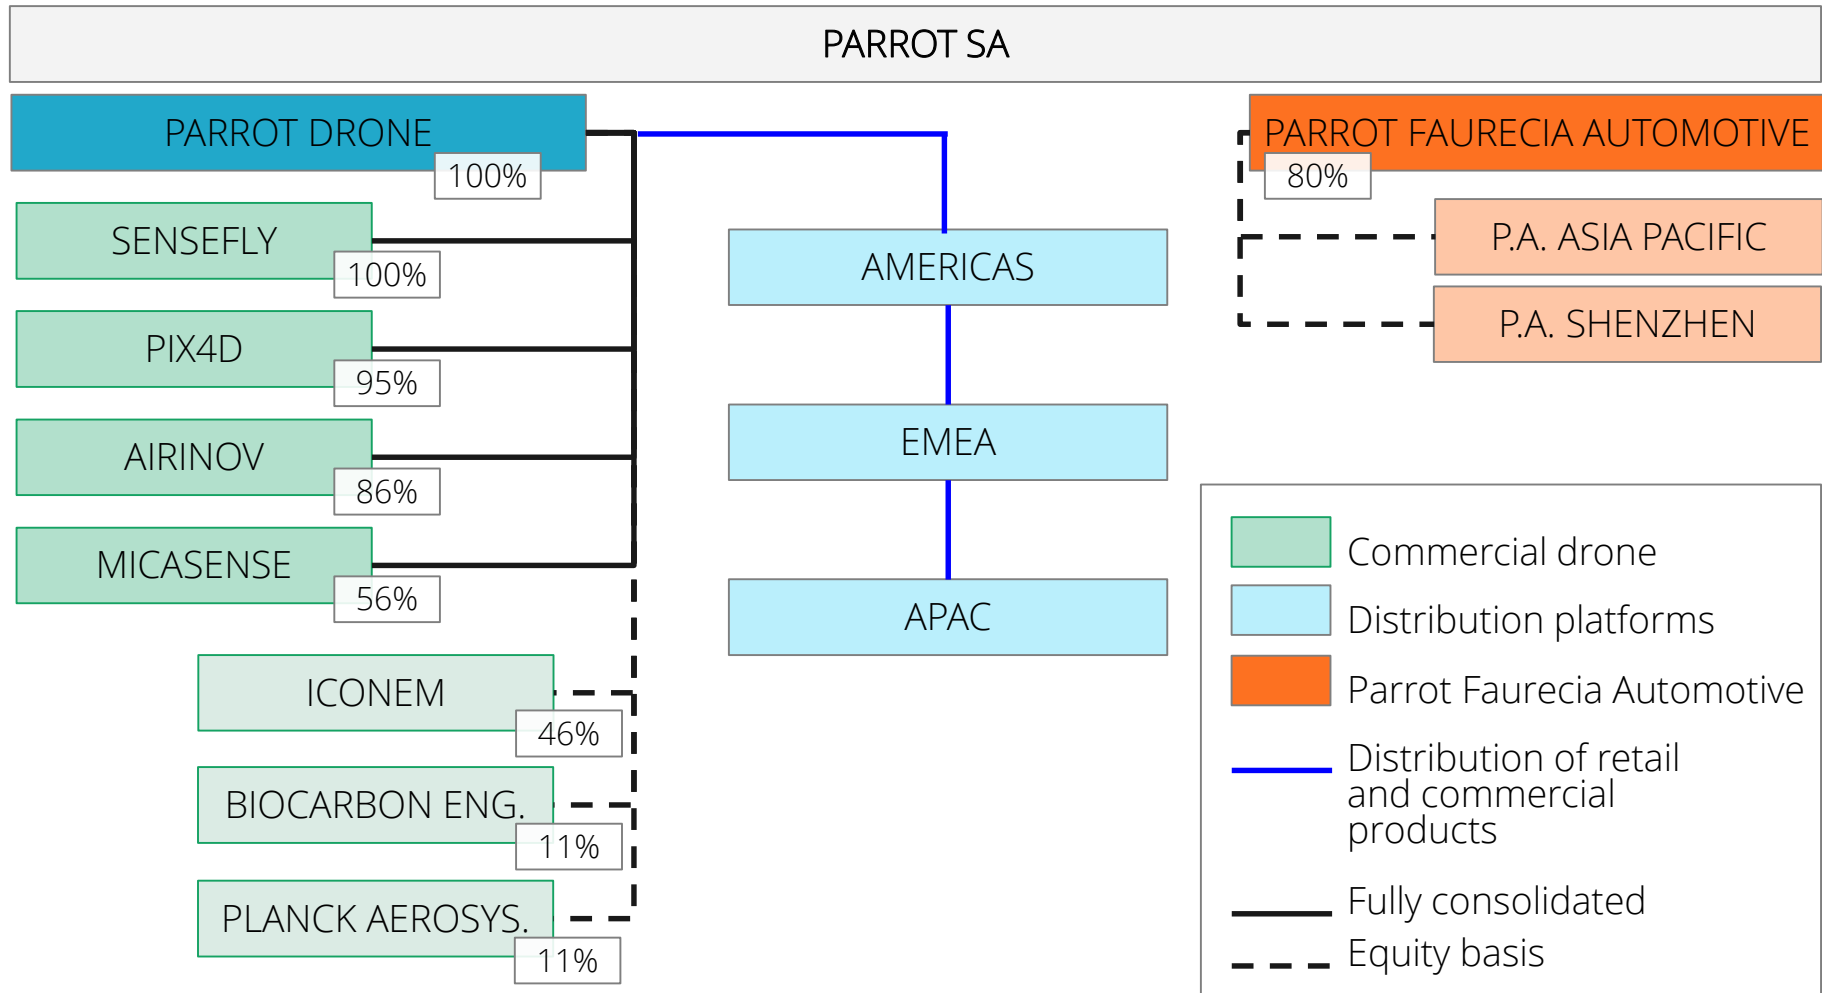 PARROT SA
PARROT DRONE
100%
SENSEFLY
100%
PIX4D
95%
AIRINOV
86%
MICASENSE
56%
ICONEM
46%
BIOCARBON ENG.
11%
PLANCK AEROSYS.
11%
AMERICAS
EMEA
APAC
PARROT FAURECIA AUTOMOTIVE
80%
P.A. ASIA PACIFIC
P.A. SHENZHEN
Commercial drone
Distribution platforms
Parrot Faurecia Automotive
Distribution of retail
and commercial
products
Fully consolidated
Equity basis